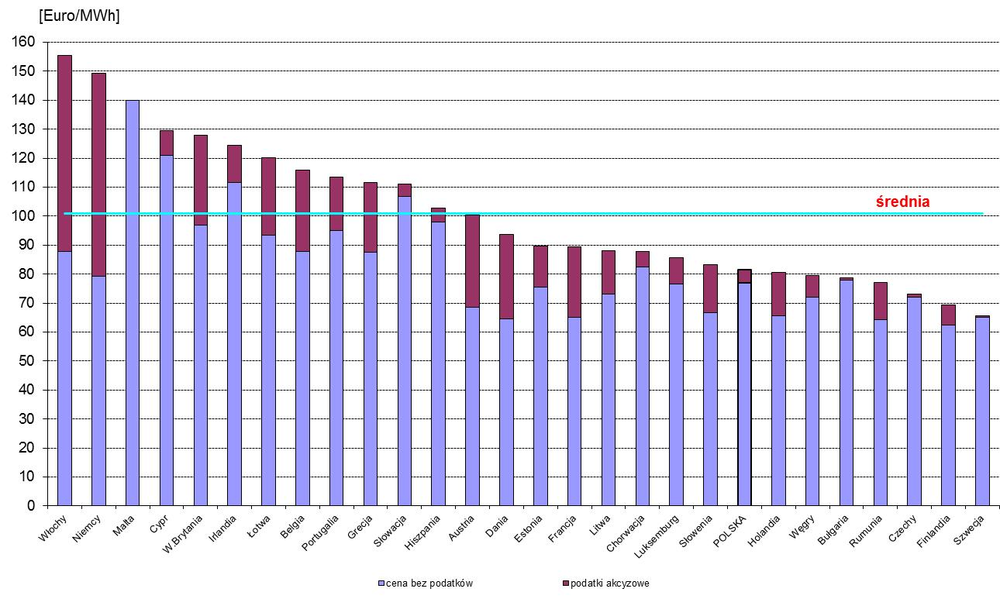 [Euro/MWh]
160
150
140
130
120
110
100
90
80
70
60
50
40
30
20
10
0
średnia
Włochy
Niemcy
Malta
Cypr
W.Brytania
Irlandia
Łotwa
Belgia
Portugalia
Grecja
Słowacja
Hiszpania
Austria
Dania
Estonia
Francja
Litwa
Chorwacja
Luksemburg
Słowenia
POLSKA
Holandia
Węgry
Bułgaria
Rumunia
Czechy
Finlandia
Szwecja
cena bez podatków
podatki akcyzowe